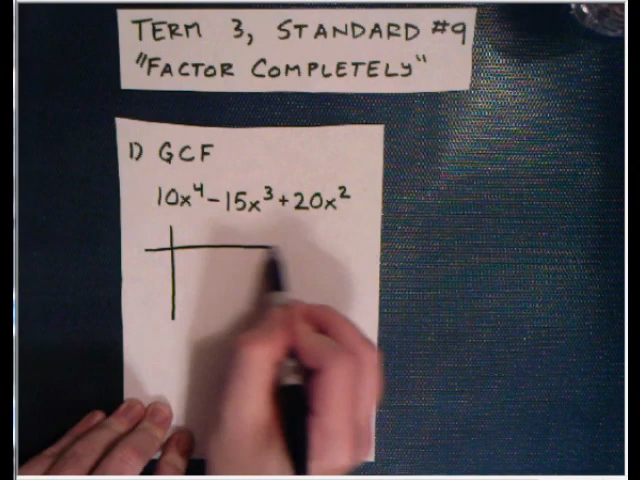 TERM 3, STANDARD #9
"FACTOR COMPLETELY"
1) GCF
10x⁴-15x³+20x²